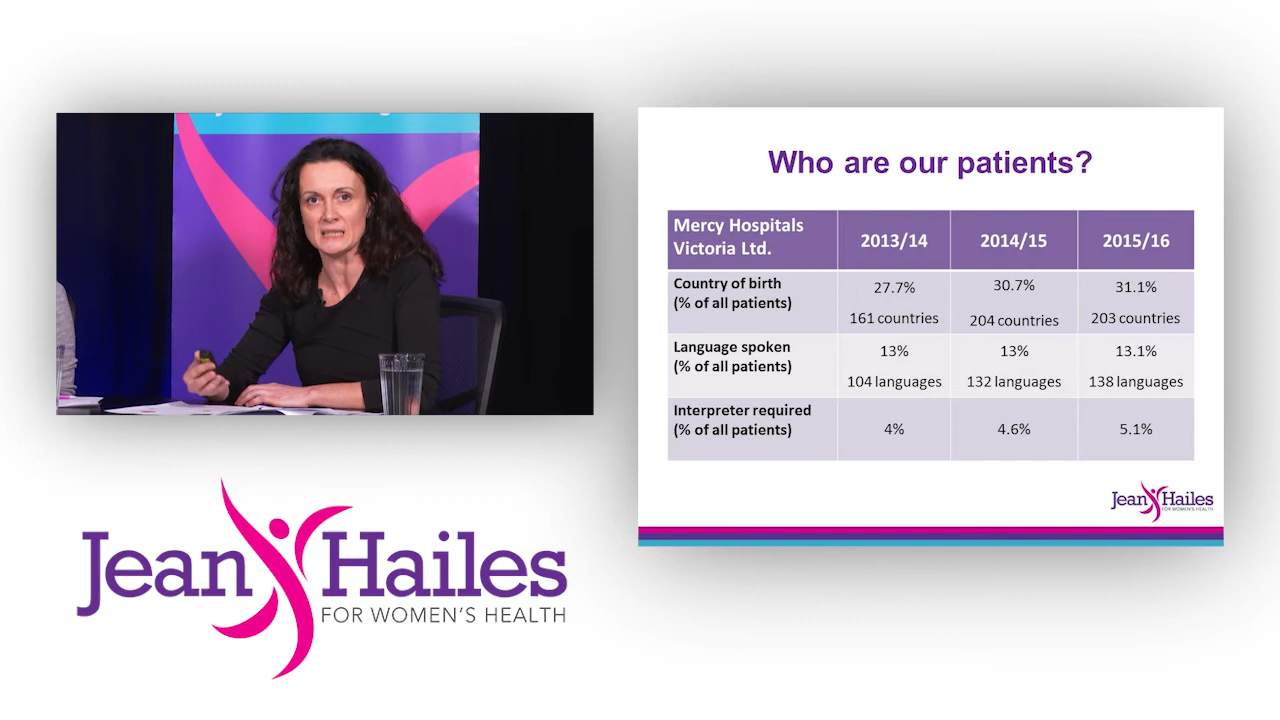 Who are our patients?
Mercy Hospitals
Victoria Ltd.
2013/14
2014/15
2015/16
Country of birth
(% of all patients)
27.7%
161 countries
30.7%
204 countries
31.1%
203 countries
Language spoken
(% of all patients)
13%
104 languages
13%
132 languages
13.1%
138 languages
Interpreter required
(% of all patients)
4%
4.6%
5.1%
Jean Hailes
FOR WOMEN'S HEALTH
Jean Hailes
FOR WOMEN'S HEALTH